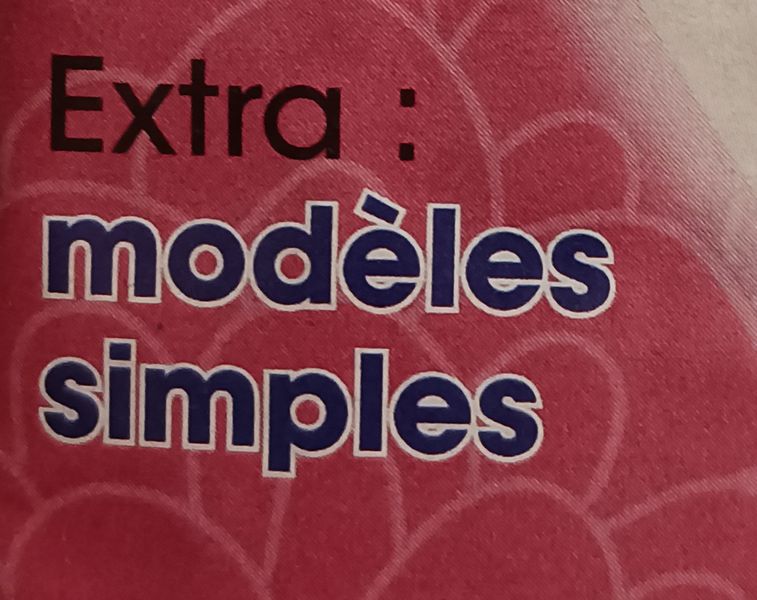 Extra :
modèles
simples